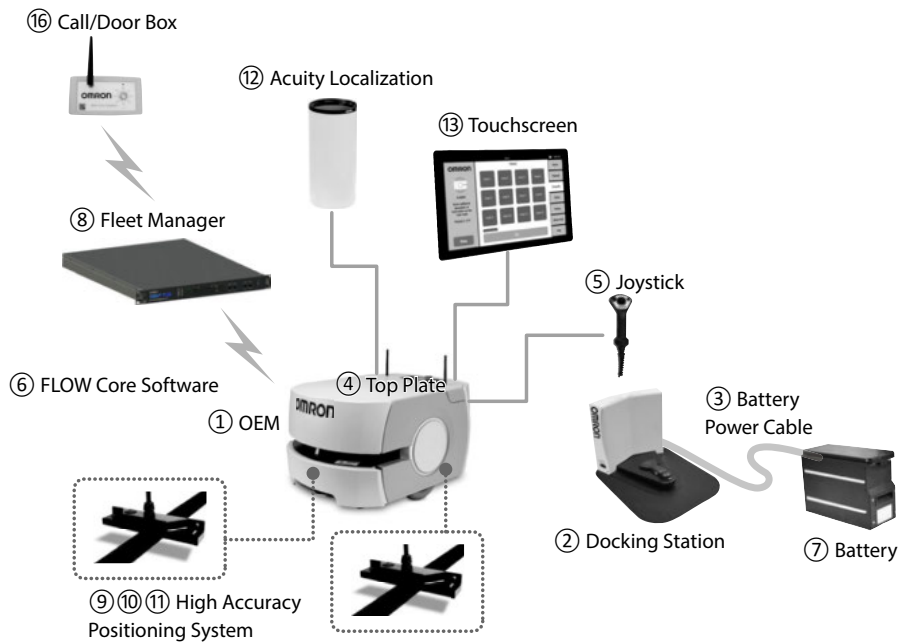 ⑯ Call/Door Box
OMRON
⑫ Acuity Localization
⑬ Touchscreen
OMRON
⑧ Fleet Manager
⑤ Joystick
⑥ FLOW Core Software
④ Top Plate
OMRON
① OEM
③ Battery
Power Cable
OMRON
② Docking Station
⑦ Battery
⑨⑩⑪ High Accuracy
Positioning System